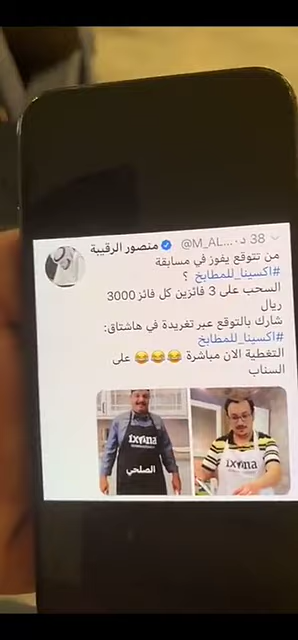 منصور الرقيبة @M_AL... · 38 د
من تتوقع يفوز في مسابقة
#اكسينا_للمطابخ ؟
السحب على 3 فائزين كل فائز 3000
ريال
شارك بالتوقع عبر تغريدة في هاشتاق:
#اكسينا_للمطابخ
التغطية الان مباشرة 😂😂😂 على
السناب
ixina
الصلحي
ixina